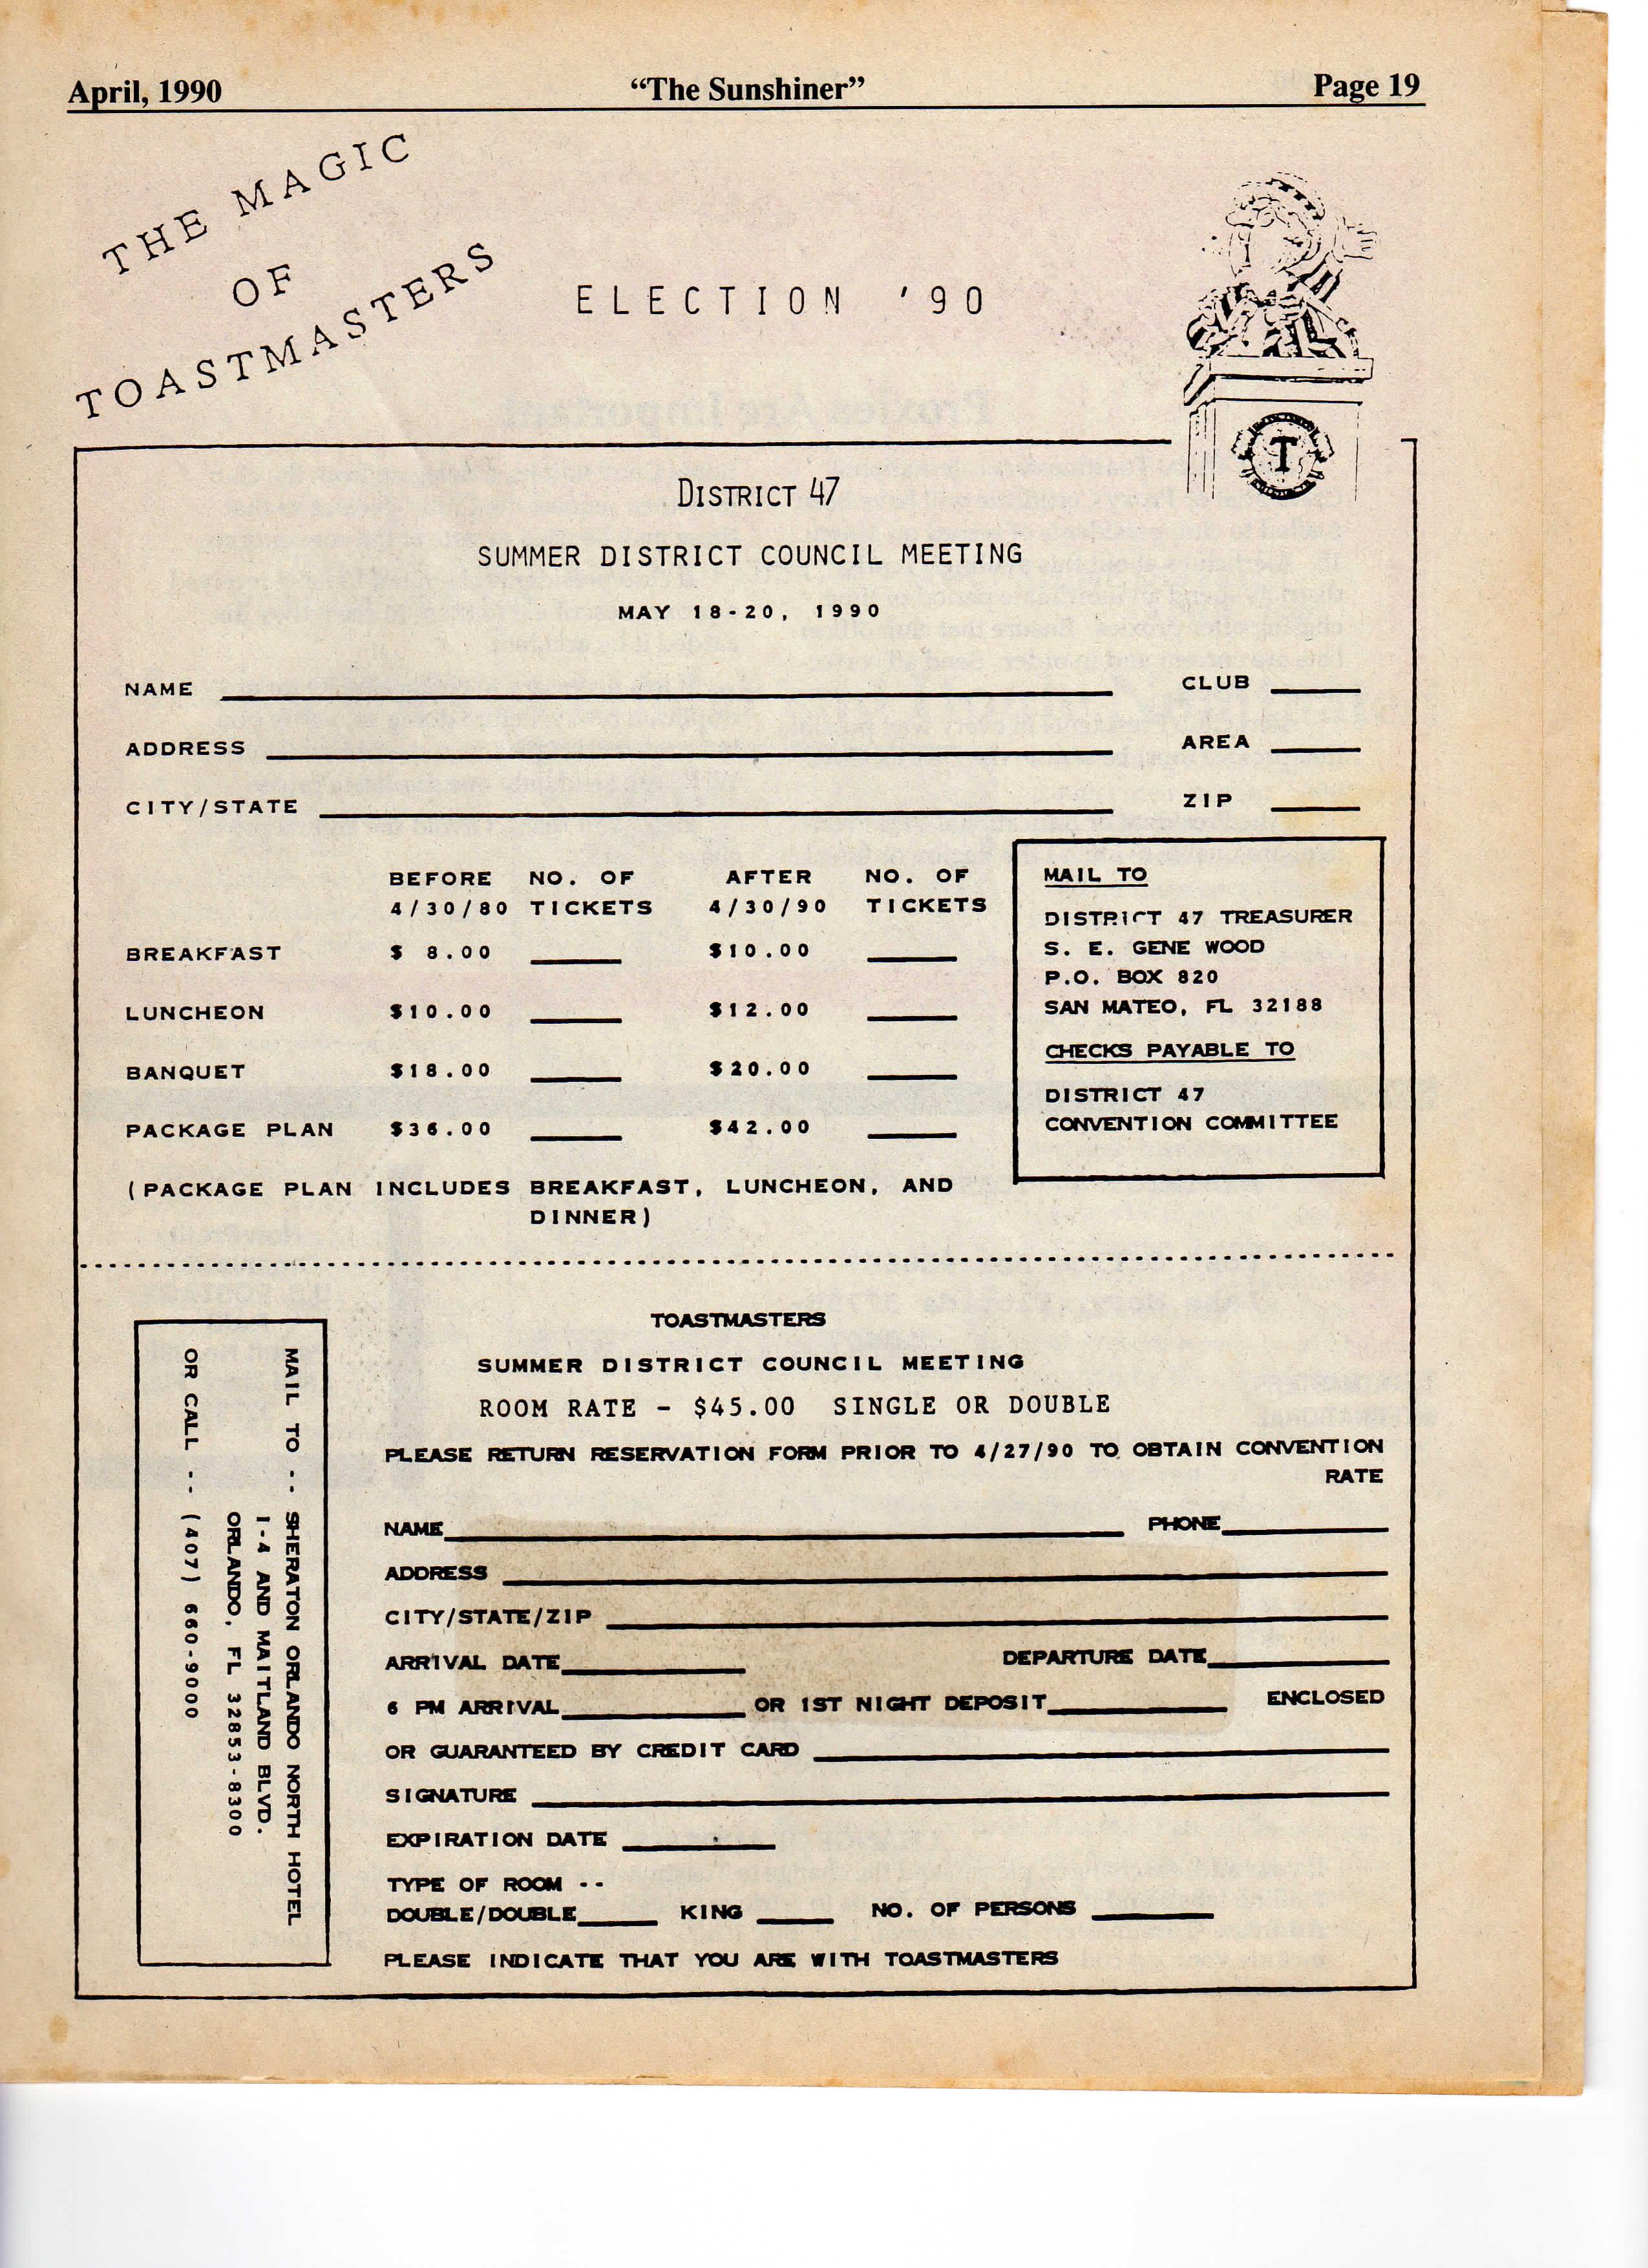 April, 1990 “The Sunshiner” Page 19
THE MAGIC
OF
TOASTMASTERS
ELECTION '90
T
DISTRICT 47
SUMMER DISTRICT COUNCIL MEETING
MAY 18-20, 1990
NAME CLUB
ADDRESS AREA
CITY/STATE ZIP
BEFORE NO. OF AFTER NO. OF
4/30/80 TICKETS 4/30/90 TICKETS
BREAKFAST $ 8.00 $10.00
LUNCHEON $10.00 $12.00
BANQUET $18.00 $20.00
PACKAGE PLAN $36.00 $42.00
(PACKAGE PLAN INCLUDES BREAKFAST, LUNCHEON, AND
DINNER)
MAIL TO
DISTRICT 47 TREASURER
S. E. GENE WOOD
P.O. BOX 820
SAN MATEO, FL 32188
CHECKS PAYABLE TO
DISTRICT 47
CONVENTION COMMITTEE
MAIL TO -- SHERATON ORLANDO NORTH HOTEL
I-4 AND MAITLAND BLVD.
ORLANDO, FL 32853-8300
OR CALL -- (407) 660-9000
TOASTMASTERS
SUMMER DISTRICT COUNCIL MEETING
ROOM RATE - $45.00 SINGLE OR DOUBLE
PLEASE RETURN RESERVATION FORM PRIOR TO 4/27/90 TO OBTAIN CONVENTION
RATE
NAME PHONE
ADDRESS
CITY/STATE/ZIP
ARRIVAL DATE DEPARTURE DATE
6 PM ARRIVAL OR 1ST NIGHT DEPOSIT ENCLOSED
OR GUARANTEED BY CREDIT CARD
SIGNATURE
EXPIRATION DATE
TYPE OF ROOM --
DOUBLE/DOUBLE KING NO. OF PERSONS
PLEASE INDICATE THAT YOU ARE WITH TOASTMASTERS